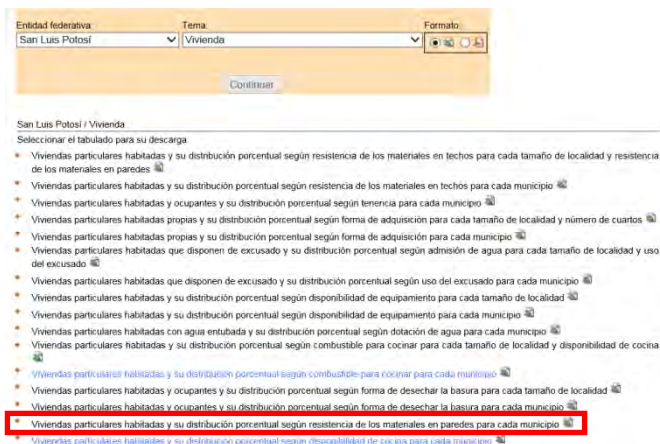 Entidad federativa: Tema: Formato:
San Luis Potosí Vivienda
Continuar
San Luis Potosí / Vivienda
Seleccionar el tabulado para su descarga
Viviendas particulares habitadas y su distribución porcentual según resistencia de los materiales en techos para cada tamaño de localidad y resistencia
de los materiales en paredes
Viviendas particulares habitadas y su distribución porcentual según resistencia de los materiales en techos para cada municipio
Viviendas particulares habitadas y ocupantes y su distribución porcentual según tenencia para cada municipio
Viviendas particulares habitadas propias y su distribución porcentual según forma de adquisición para cada tamaño de localidad y número de cuartos
Viviendas particulares habitadas propias y su distribución porcentual según forma de adquisición para cada municipio
Viviendas particulares habitadas que disponen de excusado y su distribución porcentual según admisión de agua para cada tamaño de localidad y uso
del excusado
Viviendas particulares habitadas que disponen de excusado y su distribución porcentual según uso del excusado para cada municipio
Viviendas particulares habitadas y su distribución porcentual según disponibilidad de equipamiento para cada tamaño de localidad
Viviendas particulares habitadas y su distribución porcentual según disponibilidad de equipamiento para cada municipio
Viviendas particulares habitadas con agua entubada y su distribución porcentual según dotación de agua para cada municipio
Viviendas particulares habitadas y su distribución porcentual según combustible para cocinar para cada tamaño de localidad y disponibilidad de cocina
Viviendas particulares habitadas y su distribución porcentual según combustible para cocinar para cada municipio
Viviendas particulares habitadas y ocupantes y su distribución porcentual según forma de desechar la basura para cada tamaño de localidad
Viviendas particulares habitadas y ocupantes y su distribución porcentual según forma de desechar la basura para cada municipio
Viviendas particulares habitadas y su distribución porcentual según resistencia de los materiales en paredes para cada municipio
Viviendas particulares habitadas y su distribución porcentual según disponibilidad de cocina para cada municipio